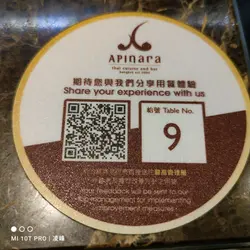 APINARA
thai cuisine and bar
期待您與我們分享用餐體驗
Share your experience with us
枱號 Table No.
9
Your feedback will be sent to our
top management for implementing
improvement measures.
MI 10T PRO